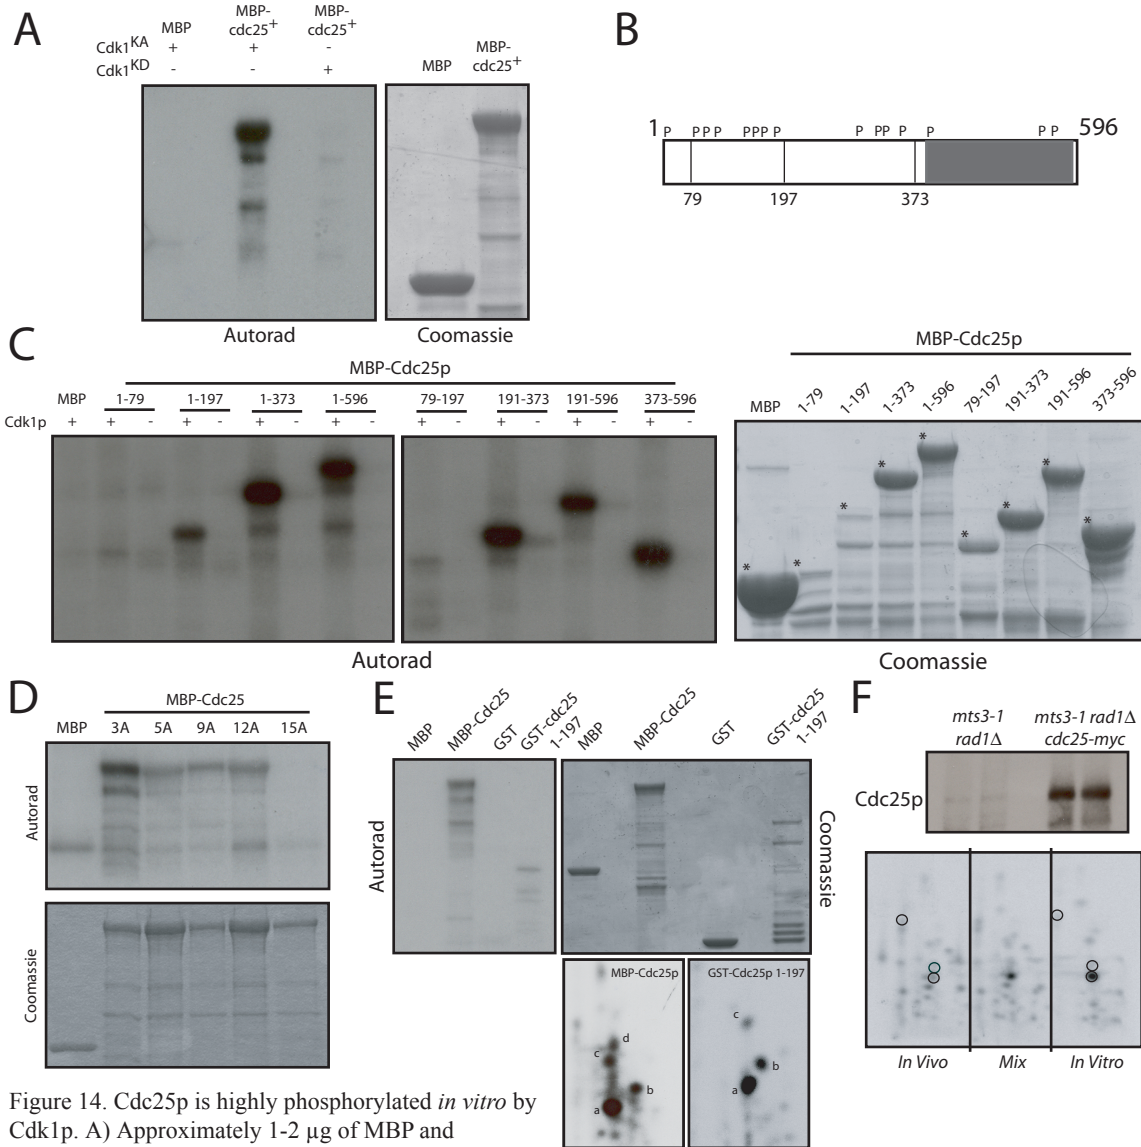 A
MBP
MBP-
cdc25+
MBP-
cdc25+
Cdk1KA + + -
Cdk1KD - - +
MBP
MBP-
cdc25+
Autorad
Coomassie
B
1 P P P P P P P P P P P P P P P 596
79 197 373
C
MBP-Cdc25p
MBP 1-79 1-197 1-373 1-596 79-197 191-373 191-596 373-596
Cdk1p + + - + - + - + - + - + - + - + -
Autorad
MBP-Cdc25p
MBP 1-79 1-197 1-373 1-596 79-197 191-373 191-596 373-596
* * * * * * * * *
Coomassie
D
MBP-Cdc25
MBP 3A 5A 9A 12A 15A
Autorad
Coomassie
E
MBP MBP-Cdc25 GST GST-cdc25 1-197
MBP MBP-Cdc25 GST GST-cdc25 1-197
Autorad
Coomassie
MBP-Cdc25p
d
c
b
a
GST-Cdc25p 1-197
c
b
a
F
mts3-1
rad1Δ
mts3-1 rad1Δ
cdc25-myc
Cdc25p
In Vivo Mix In Vitro
Figure 14. Cdc25p is highly phosphorylated in vitro by
Cdk1p. A) Approximately 1-2 µg of MBP and